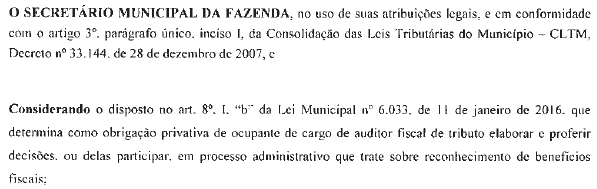 O SECRETÁRIO MUNICIPAL DA FAZENDA, no uso de suas atribuições legais, e em conformidade
com o artigo 3º, parágrafo único, inciso I, da Consolidação das Leis Tributárias do Município – CLTM,
Decreto nº 33.144, de 28 de dezembro de 2007, e
Considerando o disposto no art. 8º, I, "b" da Lei Municipal nº 6.033, de 11 de janeiro de 2016, que
determina como obrigação privativa de ocupante de cargo de auditor fiscal de tributo elaborar e proferir
decisões, ou delas participar, em processo administrativo que trate sobre reconhecimento de benefícios
fiscais;